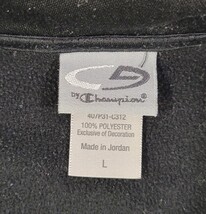 by Champion
407P31-C312
100% POLYESTER
Exclusive of Decoration
Made in Jordan
L